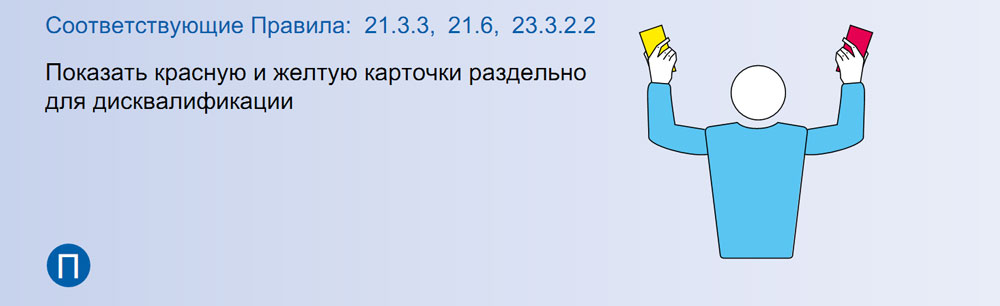 Соответствующие Правила: 21.3.3, 21.6, 23.3.2.2
Показать красную и желтую карточки раздельно
для дисквалификации
П